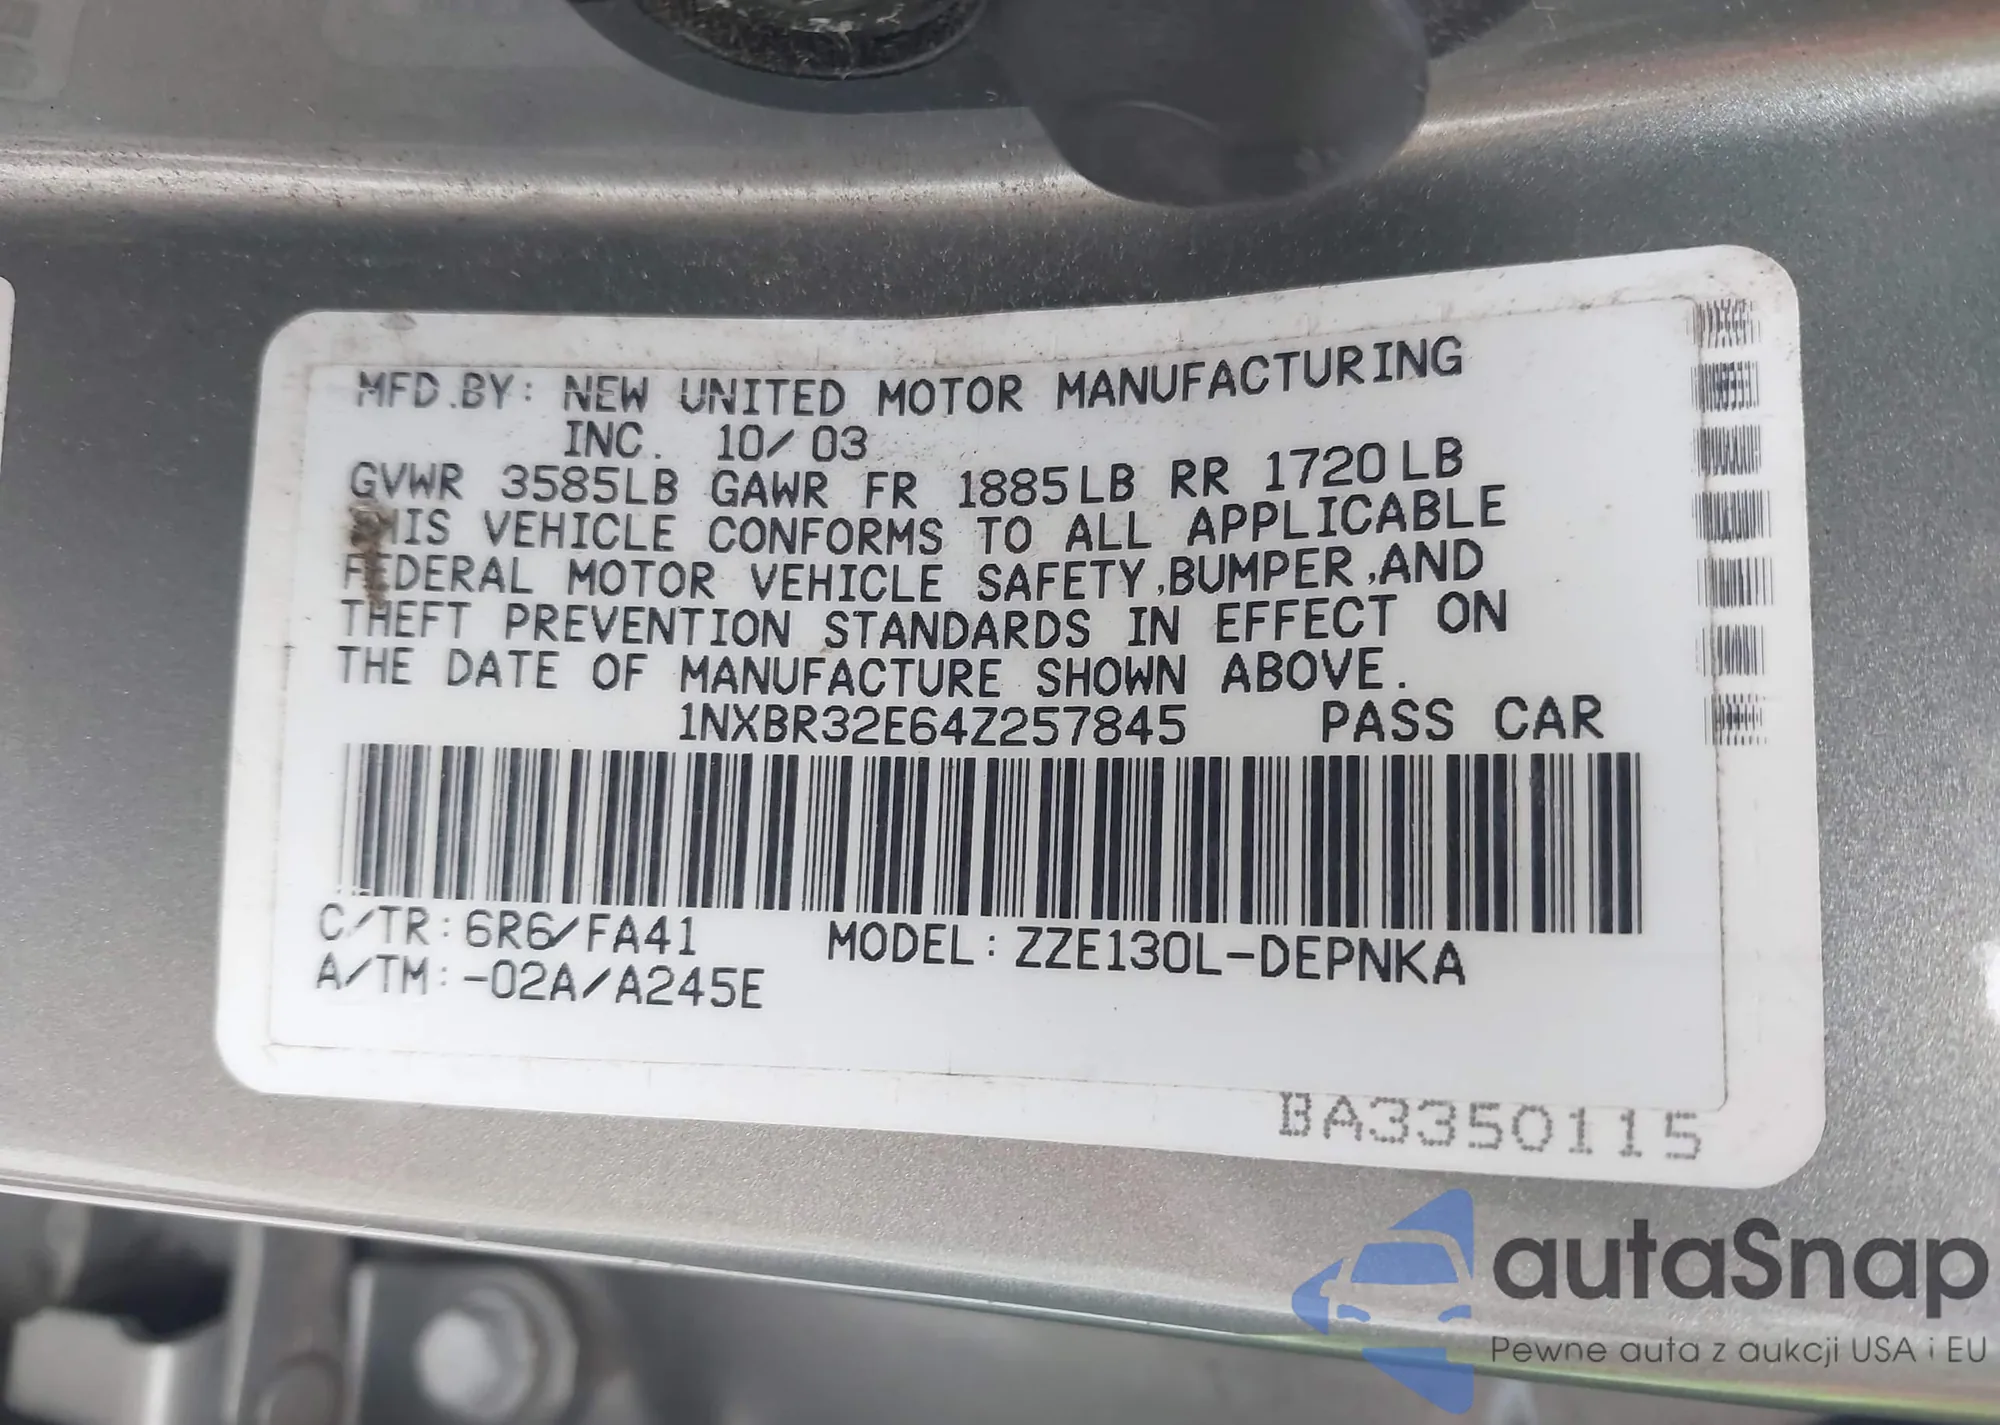 MFD.BY: NEW UNITED MOTOR MANUFACTURING
INC. 10/03
GVWR 3585LB GAWR FR 1885LB RR 1720LB
THIS VEHICLE CONFORMS TO ALL APPLICABLE
FEDERAL MOTOR VEHICLE SAFETY,BUMPER,AND
THEFT PREVENTION STANDARDS IN EFFECT ON
THE DATE OF MANUFACTURE SHOWN ABOVE.
1NXBR32E64Z257845 PASS CAR
C/TR:6R6/FA41 MODEL:ZZE130L-DEPNKA
A/TM:-02A/A245E
BA3350115
autaSnap
Pewne auta z aukcji USA i EU